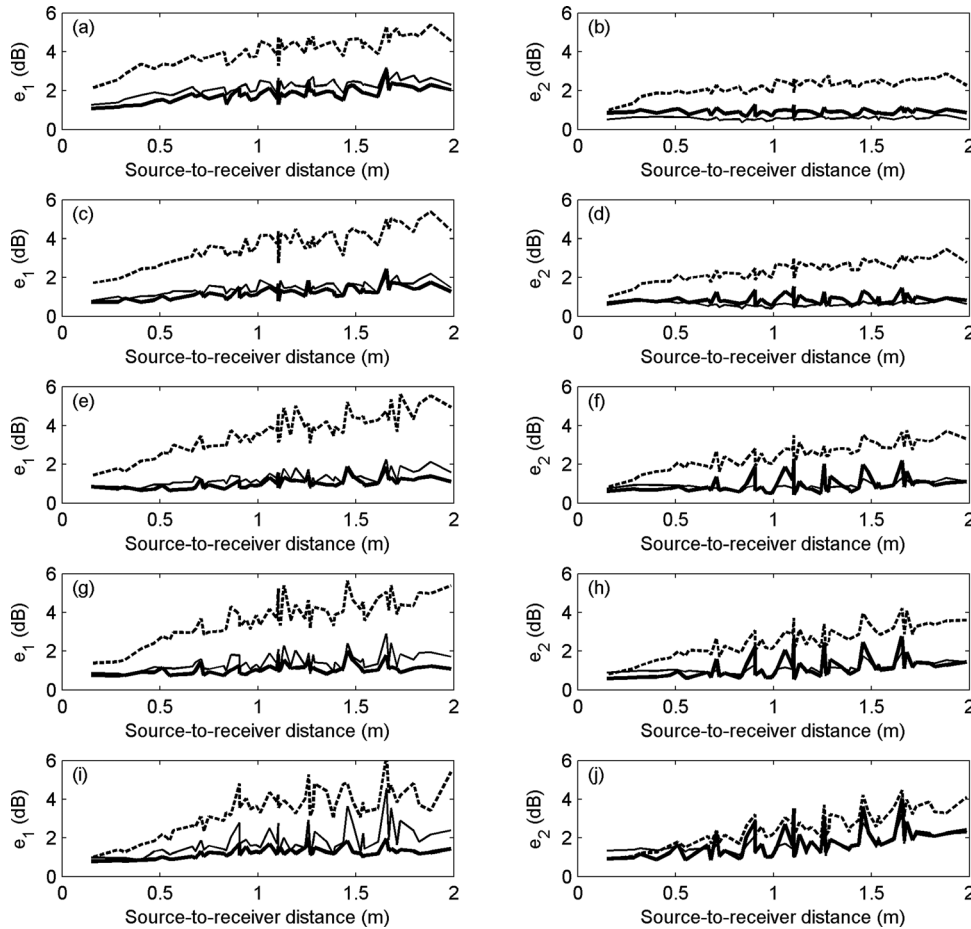 (a)
6
4
2
0
e1 (dB)
0 0.5 1 1.5 2
Source-to-receiver distance (m)
(b)
6
4
2
0
e2 (dB)
0 0.5 1 1.5 2
Source-to-receiver distance (m)
(c)
6
4
2
0
e1 (dB)
0 0.5 1 1.5 2
Source-to-receiver distance (m)
(d)
6
4
2
0
e2 (dB)
0 0.5 1 1.5 2
Source-to-receiver distance (m)
(e)
6
4
2
0
e1 (dB)
0 0.5 1 1.5 2
Source-to-receiver distance (m)
(f)
6
4
2
0
e2 (dB)
0 0.5 1 1.5 2
Source-to-receiver distance (m)
(g)
6
4
2
0
e1 (dB)
0 0.5 1 1.5 2
Source-to-receiver distance (m)
(h)
6
4
2
0
e2 (dB)
0 0.5 1 1.5 2
Source-to-receiver distance (m)
(i)
6
4
2
0
e1 (dB)
0 0.5 1 1.5 2
Source-to-receiver distance (m)
(j)
6
4
2
0
e2 (dB)
0 0.5 1 1.5 2
Source-to-receiver distance (m)